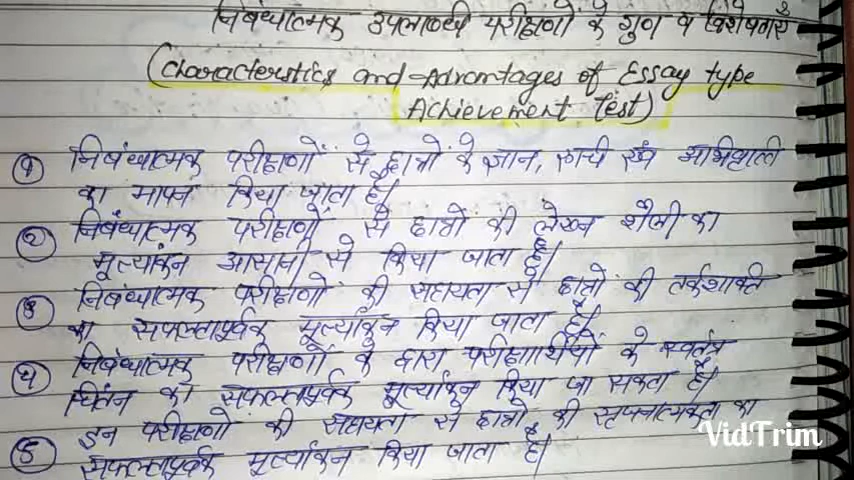 निबंधात्मक उपलब्धि परीक्षणों के गुण व विशेषताएँ
(Characteristics and Advantages of Essay type
Achievement test)
① निबंधात्मक परीक्षणों से छात्रों के ज्ञान, रूची एवं
का मापन किया जाता है।
② निबंधात्मक परीक्षणों से छात्रों की लेखन शैली का
मूल्यांकन आसानी से किया जाता है।
③ निबंधात्मक परीक्षणों की सहायता से छात्रों की तर्कशक्ति
का सफलतापूर्वक मूल्यांकन किया जाता है।
④ निबंधात्मक परीक्षणों के द्वारा परीक्षार्थियों के स्वतंत्र
चिंतन का सफलतापूर्वक मूल्यांकन किया जा सकता है।
⑤ इन परीक्षणों की सहायता से छात्रों की सृजनात्मकता का
सफलतापूर्वक मूल्यांकन किया जाता है।
VidTrim